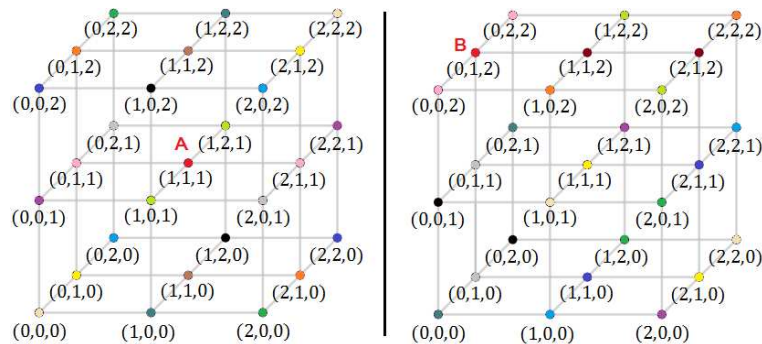 (0,2,2) (1,2,2) (2,2,2)
(0,1,2) (1,1,2) (2,1,2)
(0,0,2) (1,0,2) (2,0,2)
A
(0,2,1) (1,2,1) (2,2,1)
(0,1,1) (1,1,1) (2,1,1)
(0,0,1) (1,0,1) (2,0,1)
(0,2,0) (1,2,0) (2,2,0)
(0,1,0) (1,1,0) (2,1,0)
(0,0,0) (1,0,0) (2,0,0)
(0,2,2) (1,2,2) (2,2,2)
B
(0,1,2) (1,1,2) (2,1,2)
(0,0,2) (1,0,2) (2,0,2)
(0,2,1) (1,2,1) (2,2,1)
(0,1,1) (1,1,1) (2,1,1)
(0,0,1) (1,0,1) (2,0,1)
(0,2,0) (1,2,0) (2,2,0)
(0,1,0) (1,1,0) (2,1,0)
(0,0,0) (1,0,0) (2,0,0)